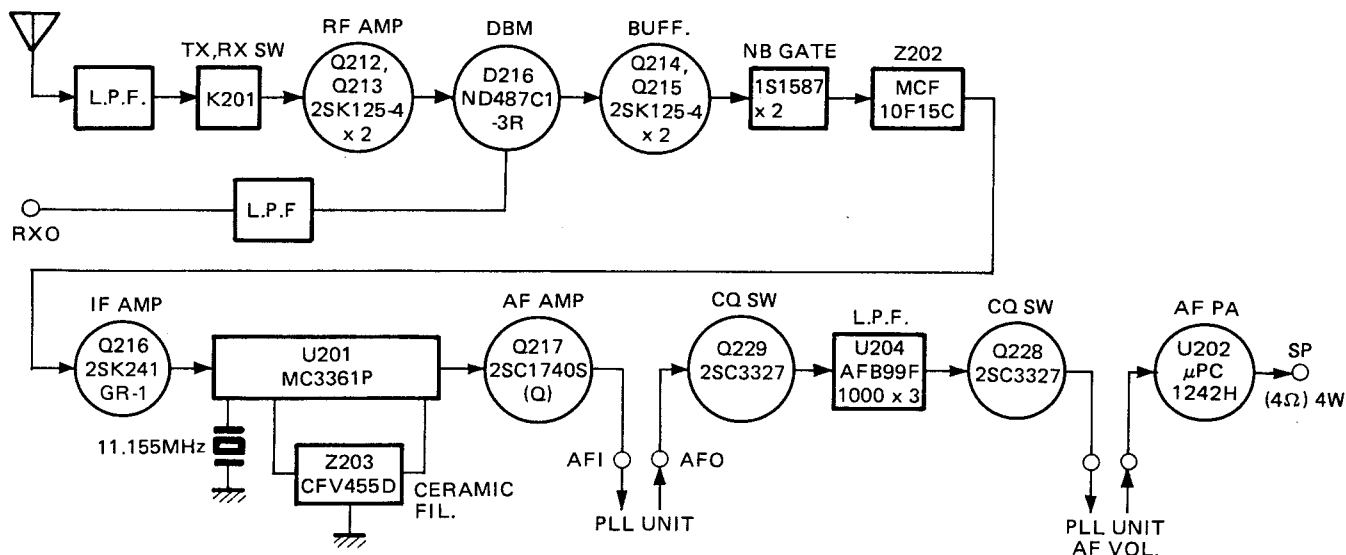 RF AMP
DBM
BUFF.
NB GATE
Z202
TX,RX SW
L.P.F.
K201
Q212,
Q213
2SK125-4
x 2
D216
ND487C1
-3R
Q214,
Q215
2SK125-4
x 2
1S1587
x 2
MCF
10F15C
RXO
L.P.F
IF AMP
AF AMP
CQ SW
L.P.F.
CQ SW
AF PA
Q216
2SK241
GR-1
U201
MC3361P
Q217
2SC1740S
(Q)
Q229
2SC3327
U204
AFB99F
1000 x 3
Q228
2SC3327
U202
μPC
1242H
SP
(4Ω) 4W
11.155MHz
Z203
CFV455D
CERAMIC
FIL.
AFI
AFO
PLL UNIT
PLL UNIT
AF VOL.